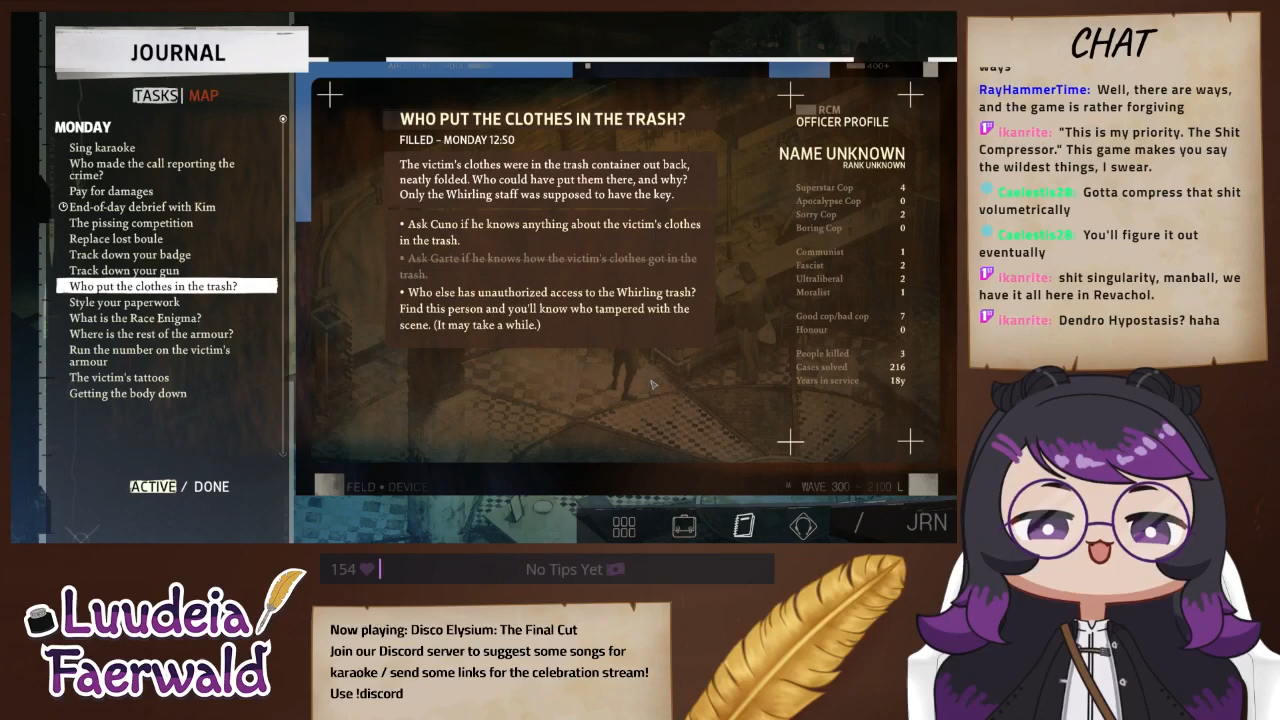 JOURNAL
TASKS | MAP
MONDAY
Sing karaoke
Who made the call reporting the
crime?
Pay for damages
End-of-day debrief with Kim
The pissing competition
Replace lost boule
Track down your badge
Track down your gun
Who put the clothes in the trash?
Style your paperwork
What is the Race Enigma?
Where is the rest of the armour?
Run the number on the victim's
armour
The victim's tattoos
Getting the body down
ACTIVE / DONE
400+
WHO PUT THE CLOTHES IN THE TRASH?
FILLED – MONDAY 12:50
The victim's clothes were in the trash container out back,
neatly folded. Who could have put them there, and why?
Only the Whirling staff was supposed to have the key.
• Ask Cuno if he knows anything about the victim's clothes
in the trash.
• Ask Garte if he knows how the victim's clothes got in the
trash.
• Who else has unauthorized access to the Whirling trash?
Find this person and you'll know who tampered with the
scene. (It may take a while.)
RCM
OFFICER PROFILE
NAME UNKNOWN
RANK UNKNOWN
Superstar Cop 4
Apocalypse Cop 0
Sorry Cop 2
Boring Cop 0
Communist 1
Fascist 2
Ultraliberal 2
Moralist 1
Good cop/bad cop 7
Honour 0
People killed 3
Cases solved 216
Years in service 18y
FELD • DEVICE
WAVE 300 – 2100 L
/ JRN
CHAT
ways
RayHammerTime: Well, there are ways,
and the game is rather forgiving
ikanrite: "This is my priority. The Shit
Compressor." This game makes you say
the wildest things, I swear.
Caelestis28: Gotta compress that shit
volumetrically
Caelestis28: You'll figure it out
eventually
ikanrite: shit singularity, manball, we
have it all here in Revachol.
ikanrite: Dendro Hypostasis? haha
154
No Tips Yet
Luudeia
Faerwald
Now playing: Disco Elysium: The Final Cut
Join our Discord server to suggest some songs for
karaoke / send some links for the celebration stream!
Use !discord